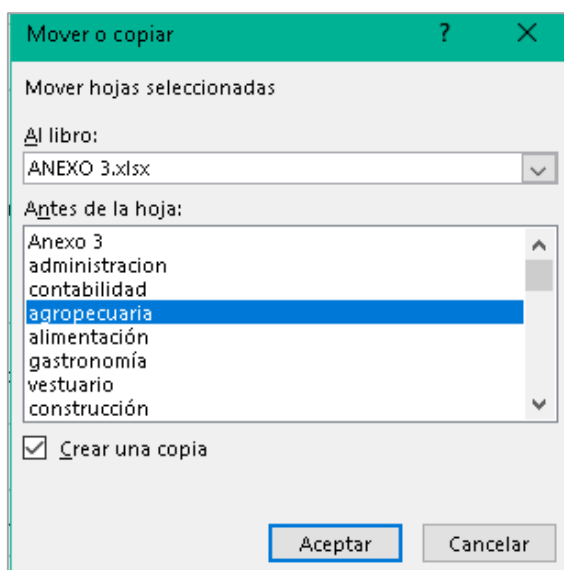 Mover o copiar ? X
Mover hojas seleccionadas
Al libro:
ANEXO 3.xlsx
Antes de la hoja:
Anexo 3
administracion
contabilidad
agropecuaria
alimentación
gastronomía
vestuario
construcción
Crear una copia
Aceptar Cancelar